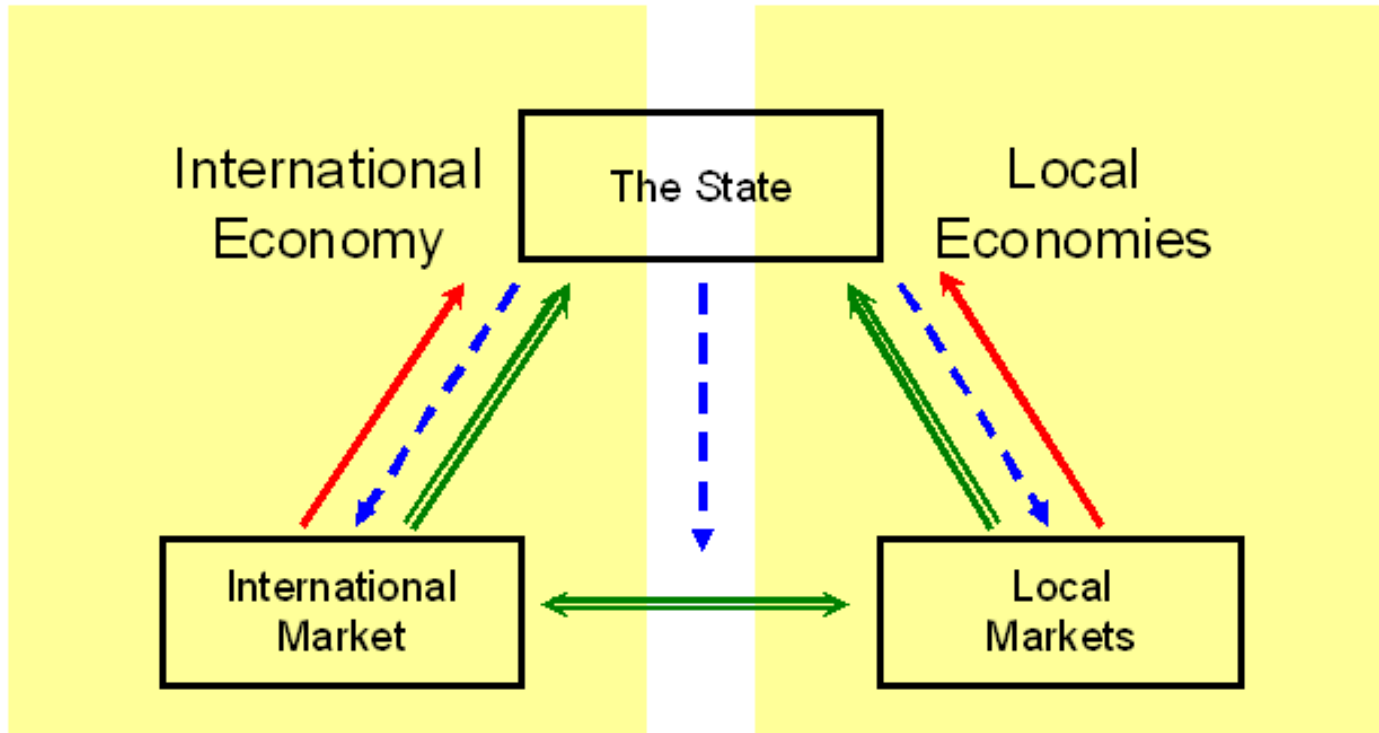 International
Economy
The State
Local
Economies
International
Market
Local
Markets